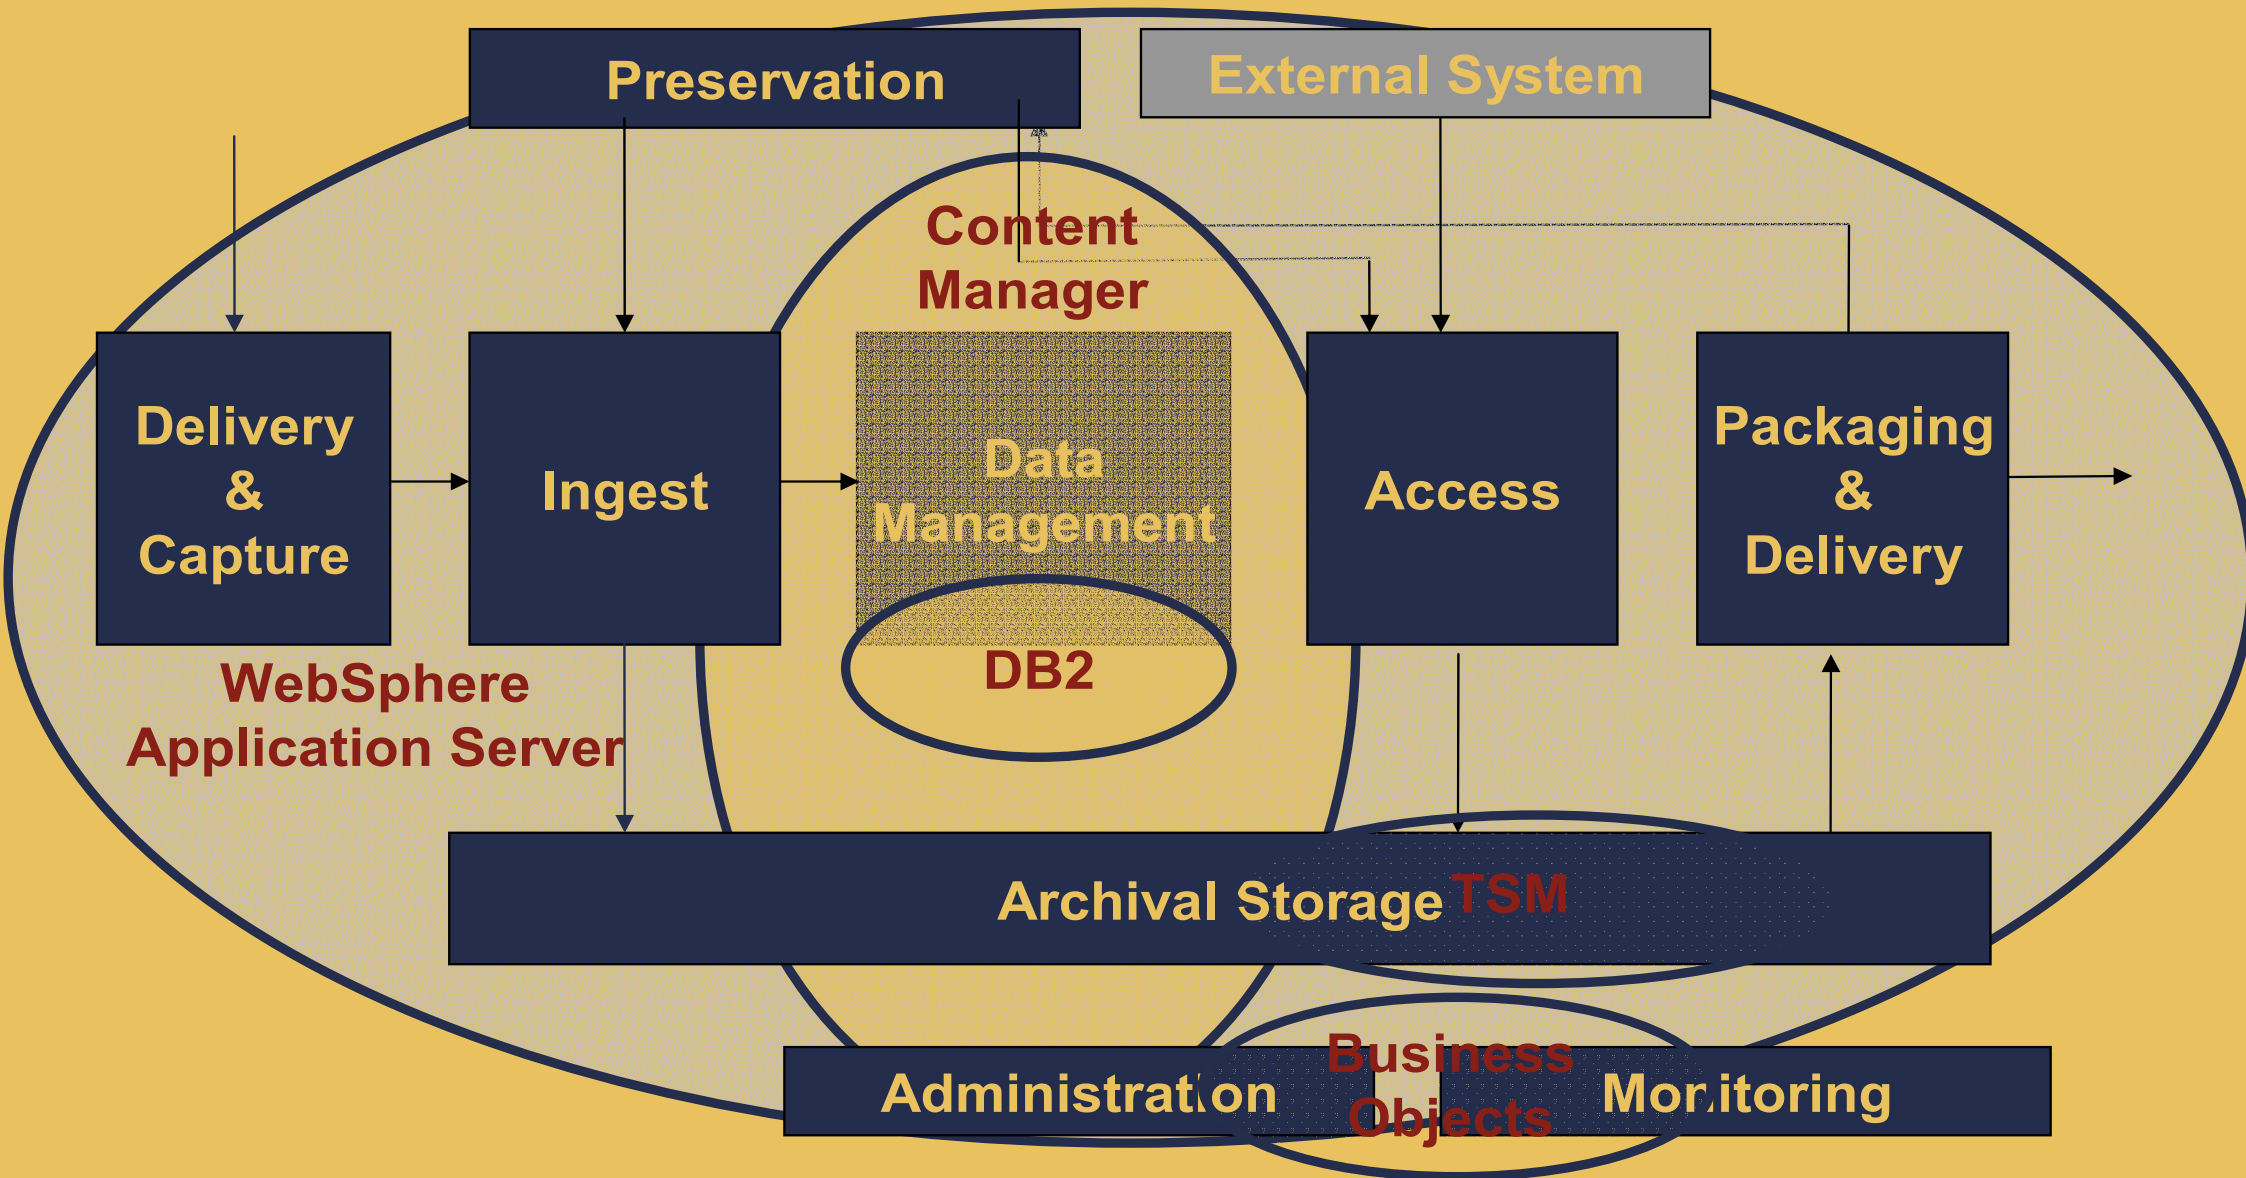 Preservation
External System
Content
Manager
Delivery
&
Capture
Ingest
Data
Management
Access
Packaging
&
Delivery
DB2
WebSphere
Application Server
Archival Storage
TSM
Business
Objects
Administration
Monitoring